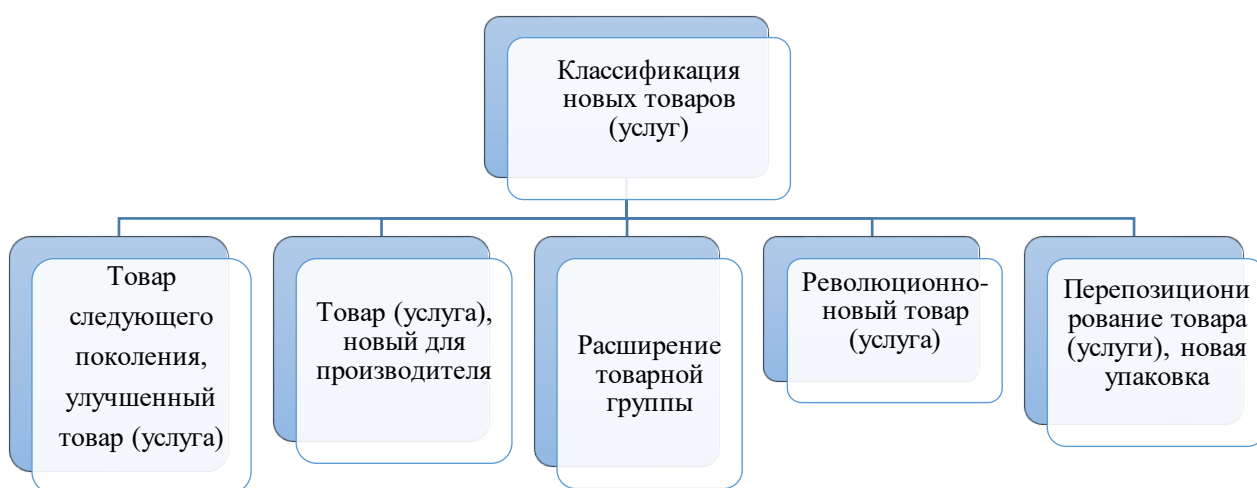 Классификация
новых товаров
(услуг)
Товар
следующего
поколения,
улучшенный
товар (услуга)
Товар (услуга),
новый для
производителя
Расширение
товарной
группы
Революционно-
новый товар
(услуга)
Перепозициони
рование товара
(услуги), новая
упаковка